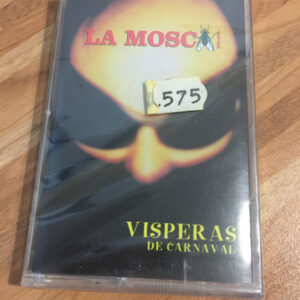 LA MOSCA
.575
VISPERAS
DE CARNAVAL